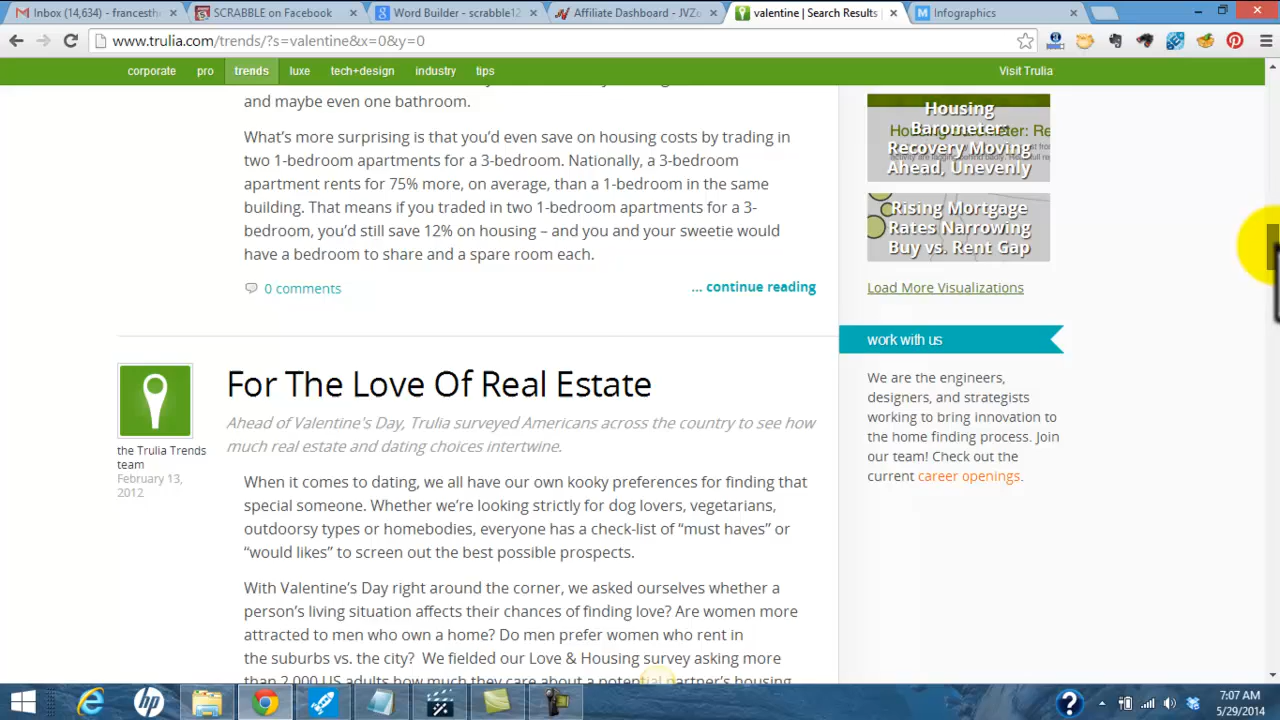 Inbox (14,634) - francesth
SCRABBLE on Facebook
Word Builder - scrabble12
Affiliate Dashboard - JVZo
valentine | Search Results
Infographics
www.trulia.com/trends/?s=valentine&x=0&y=0
corporate pro trends luxe tech+design industry tips Visit Trulia
and maybe even one bathroom.
What's more surprising is that you'd even save on housing costs by trading in
two 1-bedroom apartments for a 3-bedroom. Nationally, a 3-bedroom
apartment rents for 75% more, on average, than a 1-bedroom in the same
building. That means if you traded in two 1-bedroom apartments for a 3-
bedroom, you'd still save 12% on housing – and you and your sweetie would
have a bedroom to share and a spare room each.
0 comments
... continue reading
For The Love Of Real Estate
Ahead of Valentine's Day, Trulia surveyed Americans across the country to see how
much real estate and dating choices intertwine.
the Trulia Trends
team
February 13,
2012
When it comes to dating, we all have our own kooky preferences for finding that
special someone. Whether we're looking strictly for dog lovers, vegetarians,
outdoorsy types or homebodies, everyone has a check-list of “must haves” or
“would likes” to screen out the best possible prospects.
With Valentine's Day right around the corner, we asked ourselves whether a
person's living situation affects their chances of finding love? Are women more
attracted to men who own a home? Do men prefer women who rent in
the suburbs vs. the city? We fielded our Love & Housing survey asking more
than 2,000 US adults how much they care about a potential partner's housing
Housing
Barometer:
Recovery Moving
Ahead, Unevenly
Rising Mortgage
Rates Narrowing
Buy vs. Rent Gap
Load More Visualizations
work with us
We are the engineers,
designers, and strategists
working to bring innovation to
the home finding process. Join
our team! Check out the
current career openings.
7:07 AM
5/29/2014